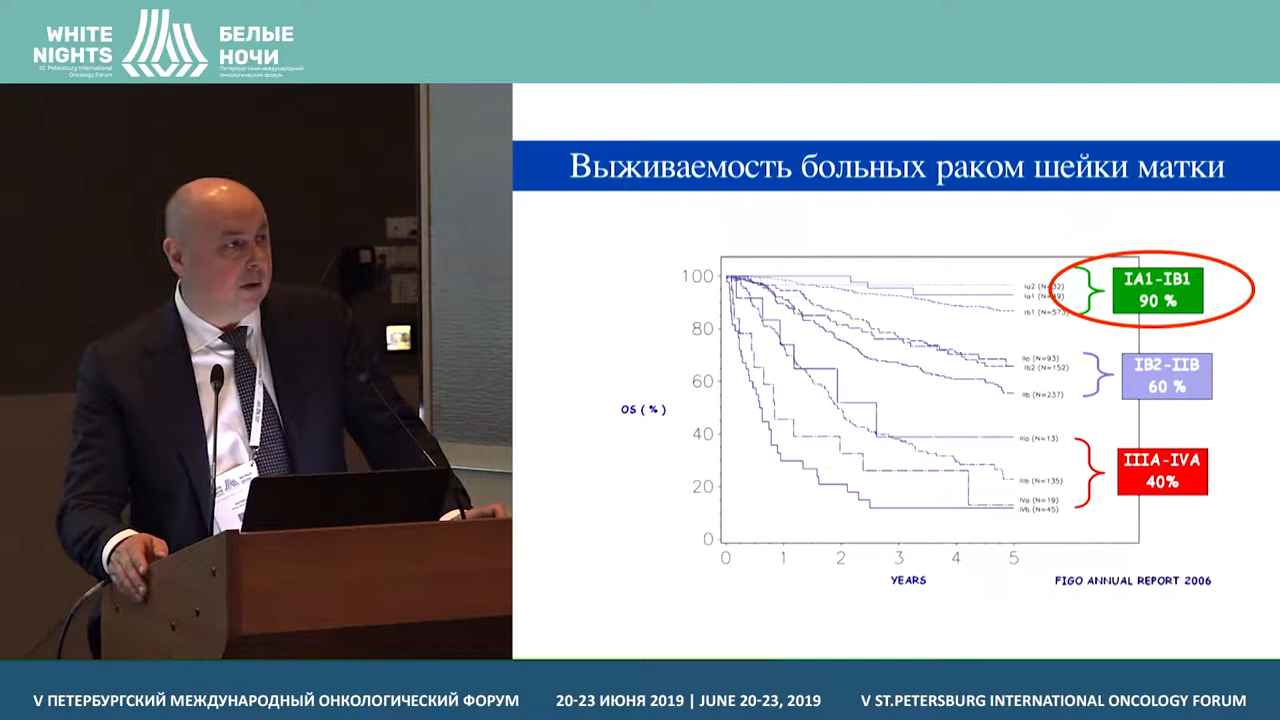 WHITE
NIGHTS
St. Petersburg International
Oncology Forum
БЕЛЫЕ
НОЧИ
Петербургский международный
онкологический форум
Выживаемость больных раком шейки матки
100
80
60
40
20
0
OS ( % )
0 1 2 3 4 5
YEARS
Ia2 (N=32)
Ia1 (N=49)
Ib1 (N=573)
IIa (N=93)
Ib2 (N=152)
IIb (N=237)
IIIa (N=13)
IIIb (N=135)
IVa (N=19)
IVb (N=45)
IA1-IB1
90 %
IB2-IIB
60 %
IIIA-IVA
40%
FIGO ANNUAL REPORT 2006
V ПЕТЕРБУРГСКИЙ МЕЖДУНАРОДНЫЙ ОНКОЛОГИЧЕСКИЙ ФОРУМ
20-23 ИЮНЯ 2019 | JUNE 20-23, 2019
V ST.PETERSBURG INTERNATIONAL ONCOLOGY FORUM